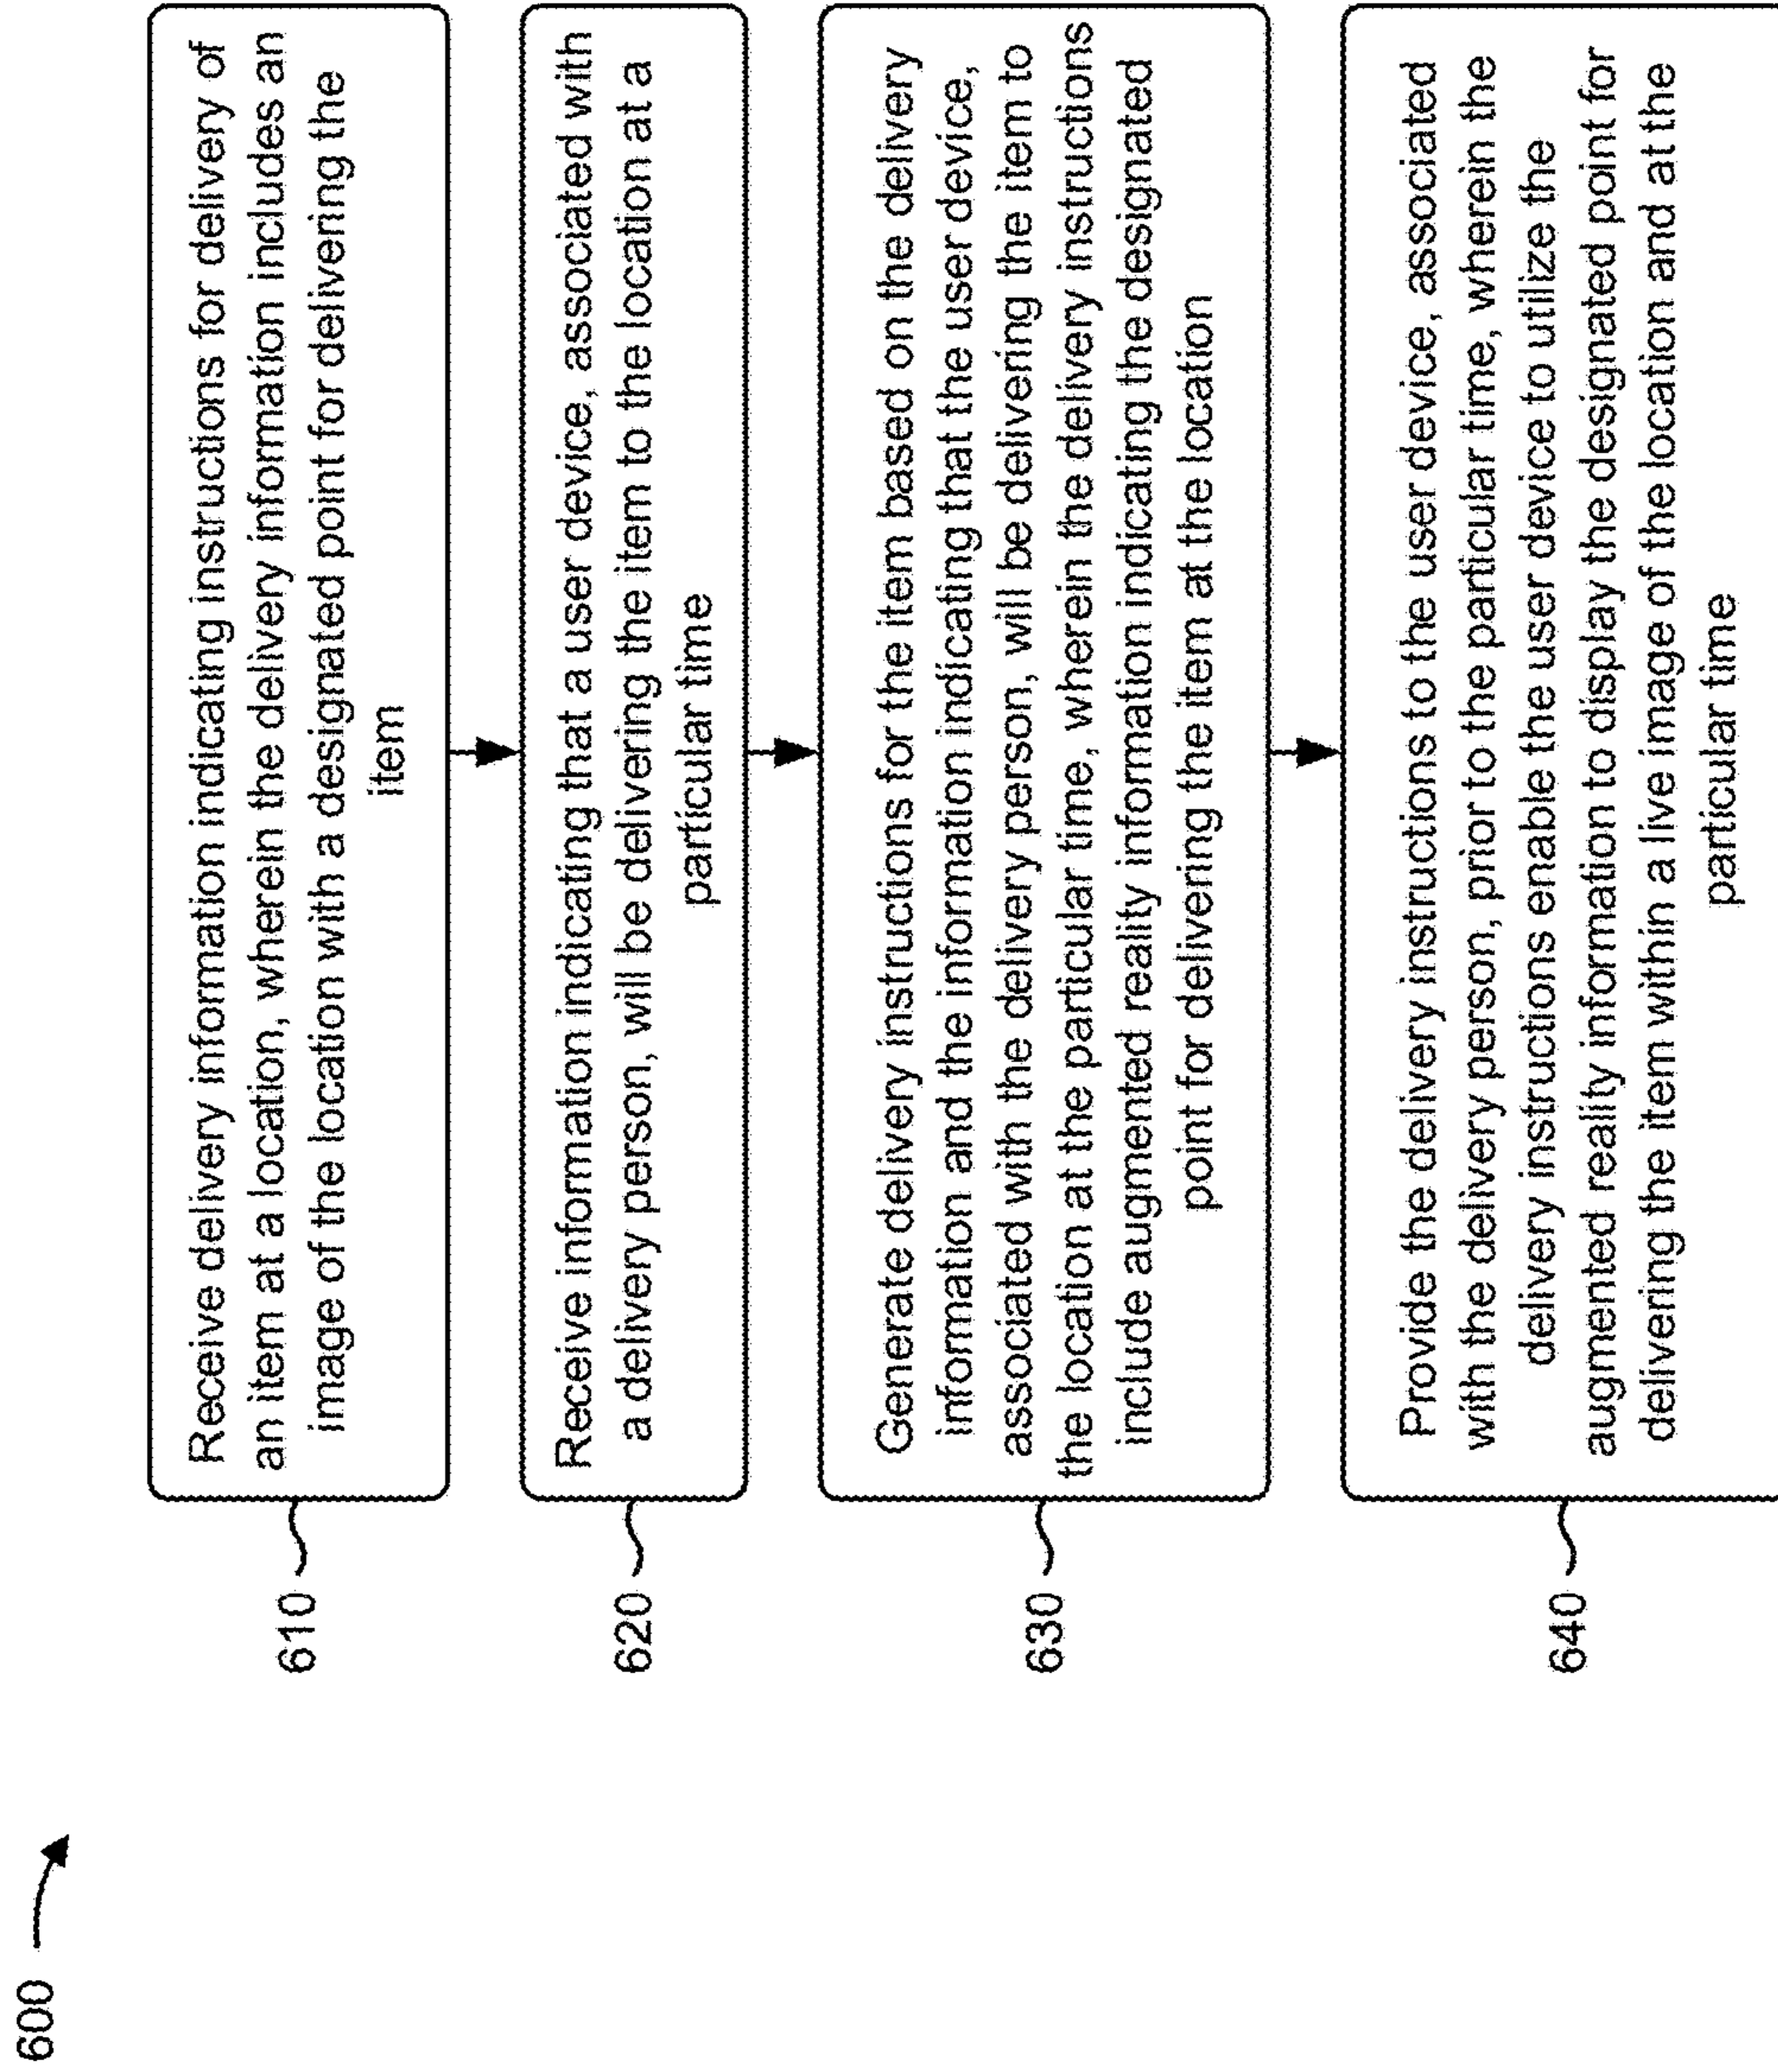 600
610
Receive delivery information indicating instructions for delivery of
an item at a location, wherein the delivery information includes an
image of the location with a designated point for delivering the
item
620
Receive information indicating that a user device, associated with
a delivery person, will be delivering the item to the location at a
particular time
630
Generate delivery instructions for the item based on the delivery
information and the information indicating that the user device,
associated with the delivery person, will be delivering the item to
the location at the particular time, wherein the delivery instructions
include augmented reality information indicating the designated
point for delivering the item at the location
640
Provide the delivery instructions to the user device, associated
with the delivery person, prior to the particular time, wherein the
delivery instructions enable the user device to utilize the
augmented reality information to display the designated point for
delivering the item within a live image of the location and at the
particular time